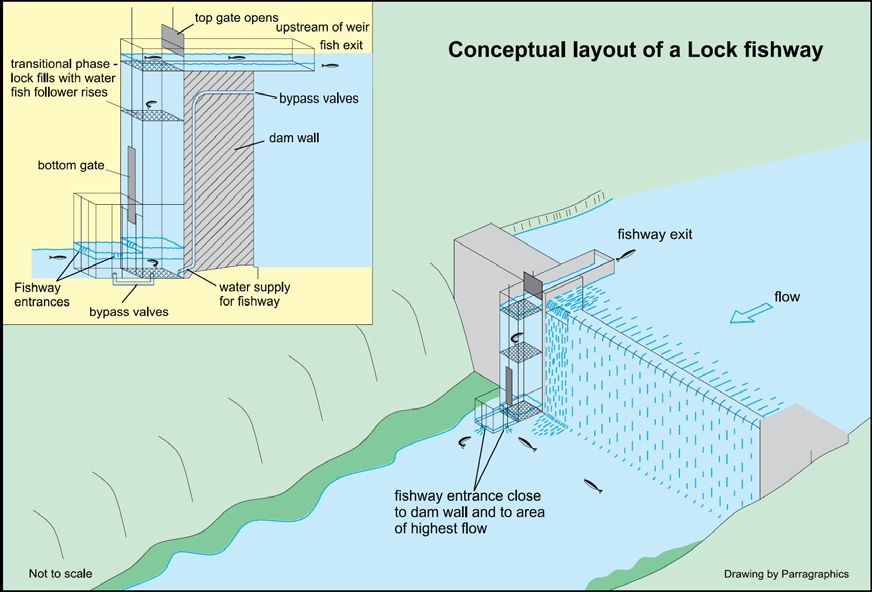 Conceptual layout of a Lock fishway
top gate opens
upstream of weir
fish exit
transitional phase -
lock fills with water
fish follower rises
bypass valves
dam wall
bottom gate
Fishway
entrances
bypass valves
water supply
for fishway
fishway exit
flow
fishway entrance close
to dam wall and to area
of highest flow
Not to scale
Drawing by Parragraphics